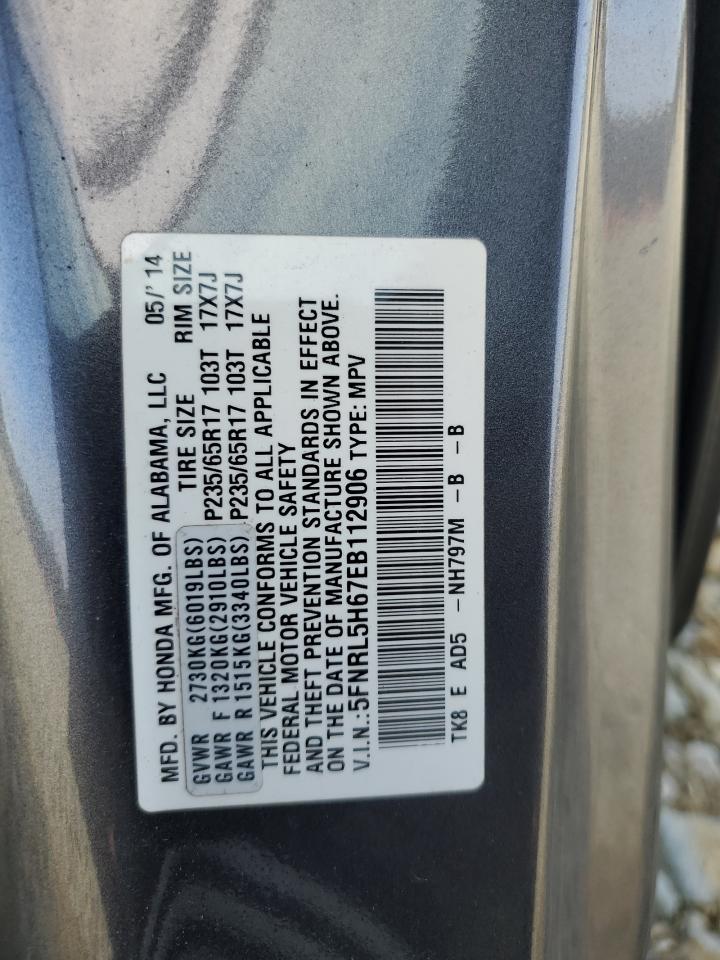 MFD. BY HONDA MFG. OF ALABAMA, LLC 05/' 14
TIRE SIZE RIM SIZE
GVWR 2730KG(6019LBS)
GAWR F 1320KG(2910LBS) P235/65R17 103T 17X7J
GAWR R 1515KG(3340LBS) P235/65R17 103T 17X7J
THIS VEHICLE CONFORMS TO ALL APPLICABLE
FEDERAL MOTOR VEHICLE SAFETY
AND THEFT PREVENTION STANDARDS IN EFFECT
ON THE DATE OF MANUFACTURE SHOWN ABOVE.
V.I.N.:5FNRL5H67EB112906 TYPE: MPV
TK8 E AD5 -NH797M -B -B